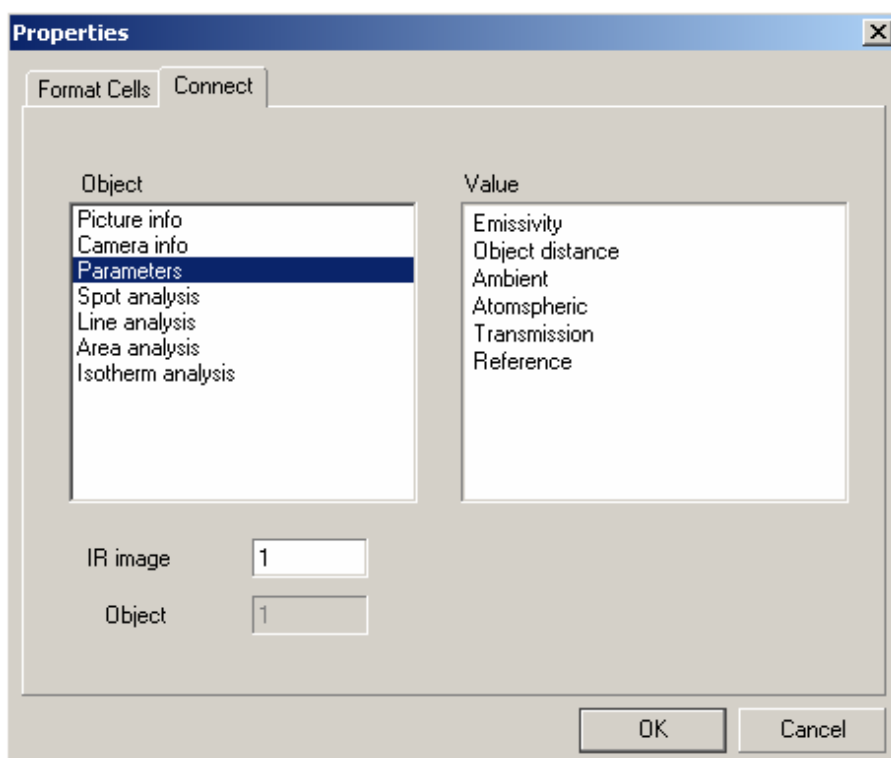 Properties
Format Cells
Connect
Object
Value
Picture info
Camera info
Parameters
Spot analysis
Line analysis
Area analysis
Isotherm analysis
Emissivity
Object distance
Ambient
Atomspheric
Transmission
Reference
IR image
1
Object
1
OK
Cancel